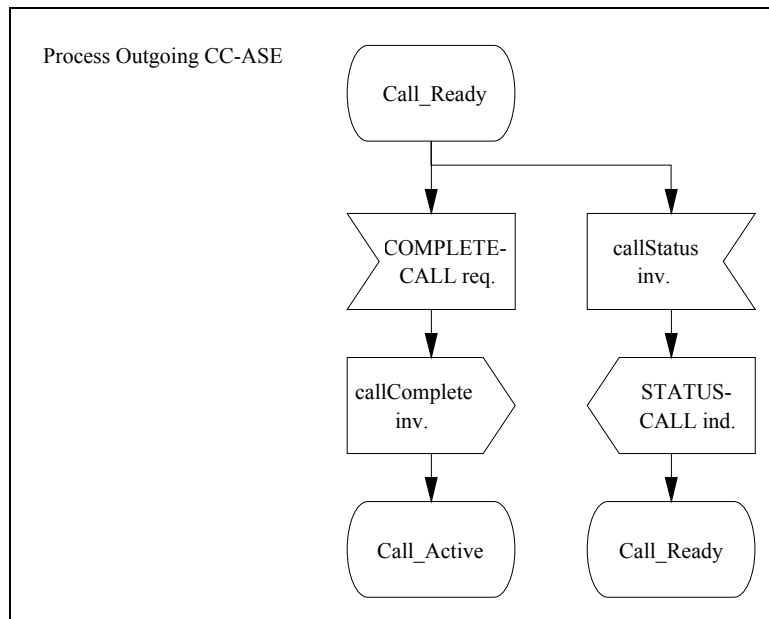 Process Outgoing CC-ASE
Call_Ready
COMPLETE-
CALL req.
callStatus
inv.
callComplete
inv.
STATUS-
CALL ind.
Call_Active
Call_Ready